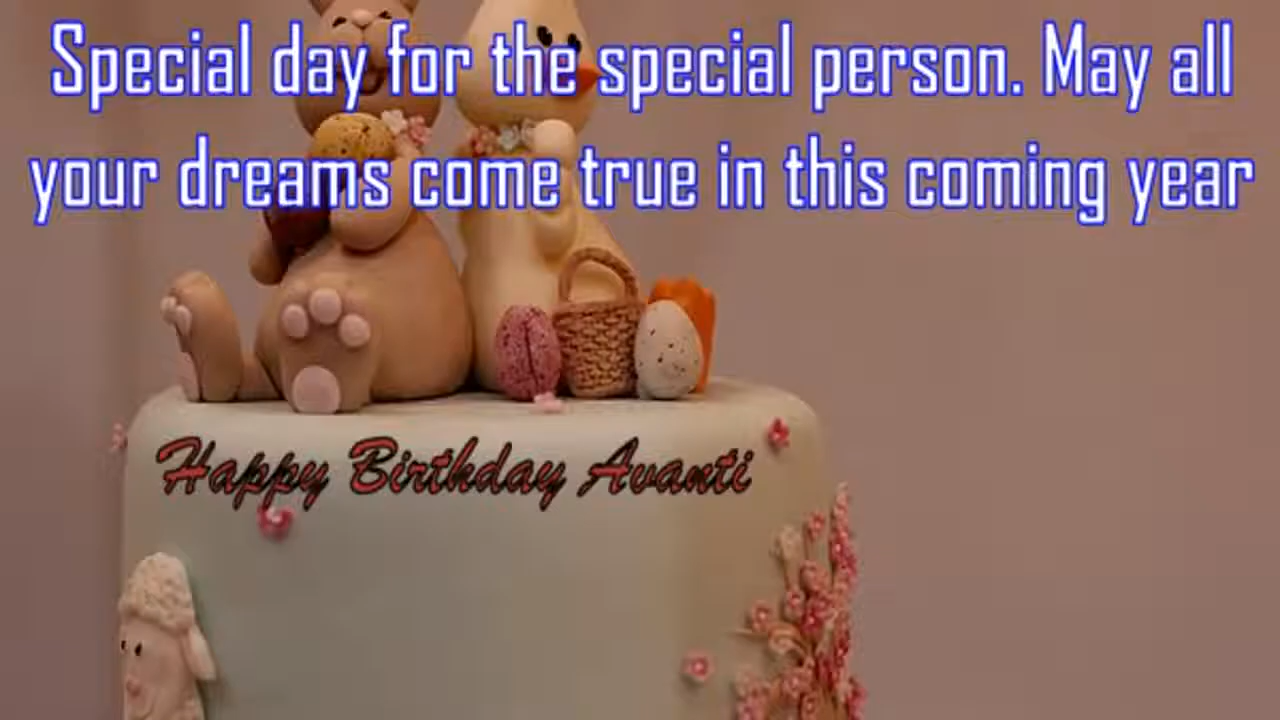 Special day for the special person. May all
your dreams come true in this coming year
Happy Birthday Avanti